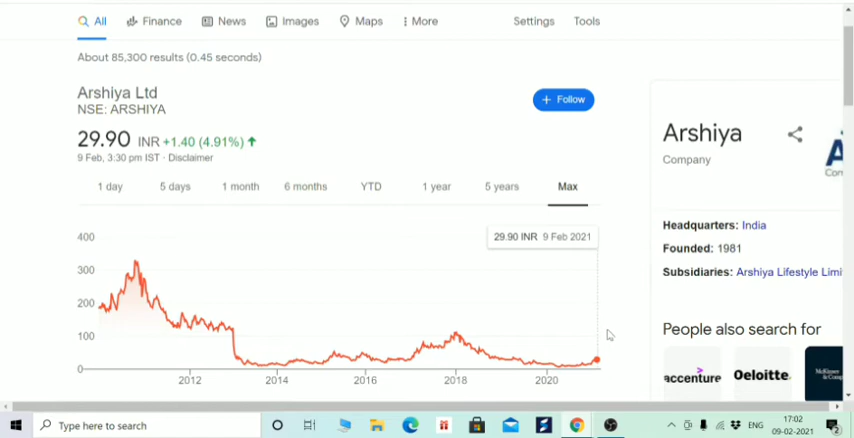 All Finance News Images Maps More Settings Tools
About 85,300 results (0.45 seconds)
Arshiya Ltd
NSE: ARSHIYA
+ Follow
29.90 INR +1.40 (4.91%)
9 Feb, 3:30 pm IST · Disclaimer
1 day 5 days 1 month 6 months YTD 1 year 5 years Max
29.90 INR 9 Feb 2021
400
300
200
100
0
2012 2014 2016 2018 2020
Arshiya
Company
Headquarters: India
Founded: 1981
Subsidiaries: Arshiya Lifestyle Limi
People also search for
accenture Deloitte. McKinsey
Type here to search
ENG 17:02
09-02-2021
2